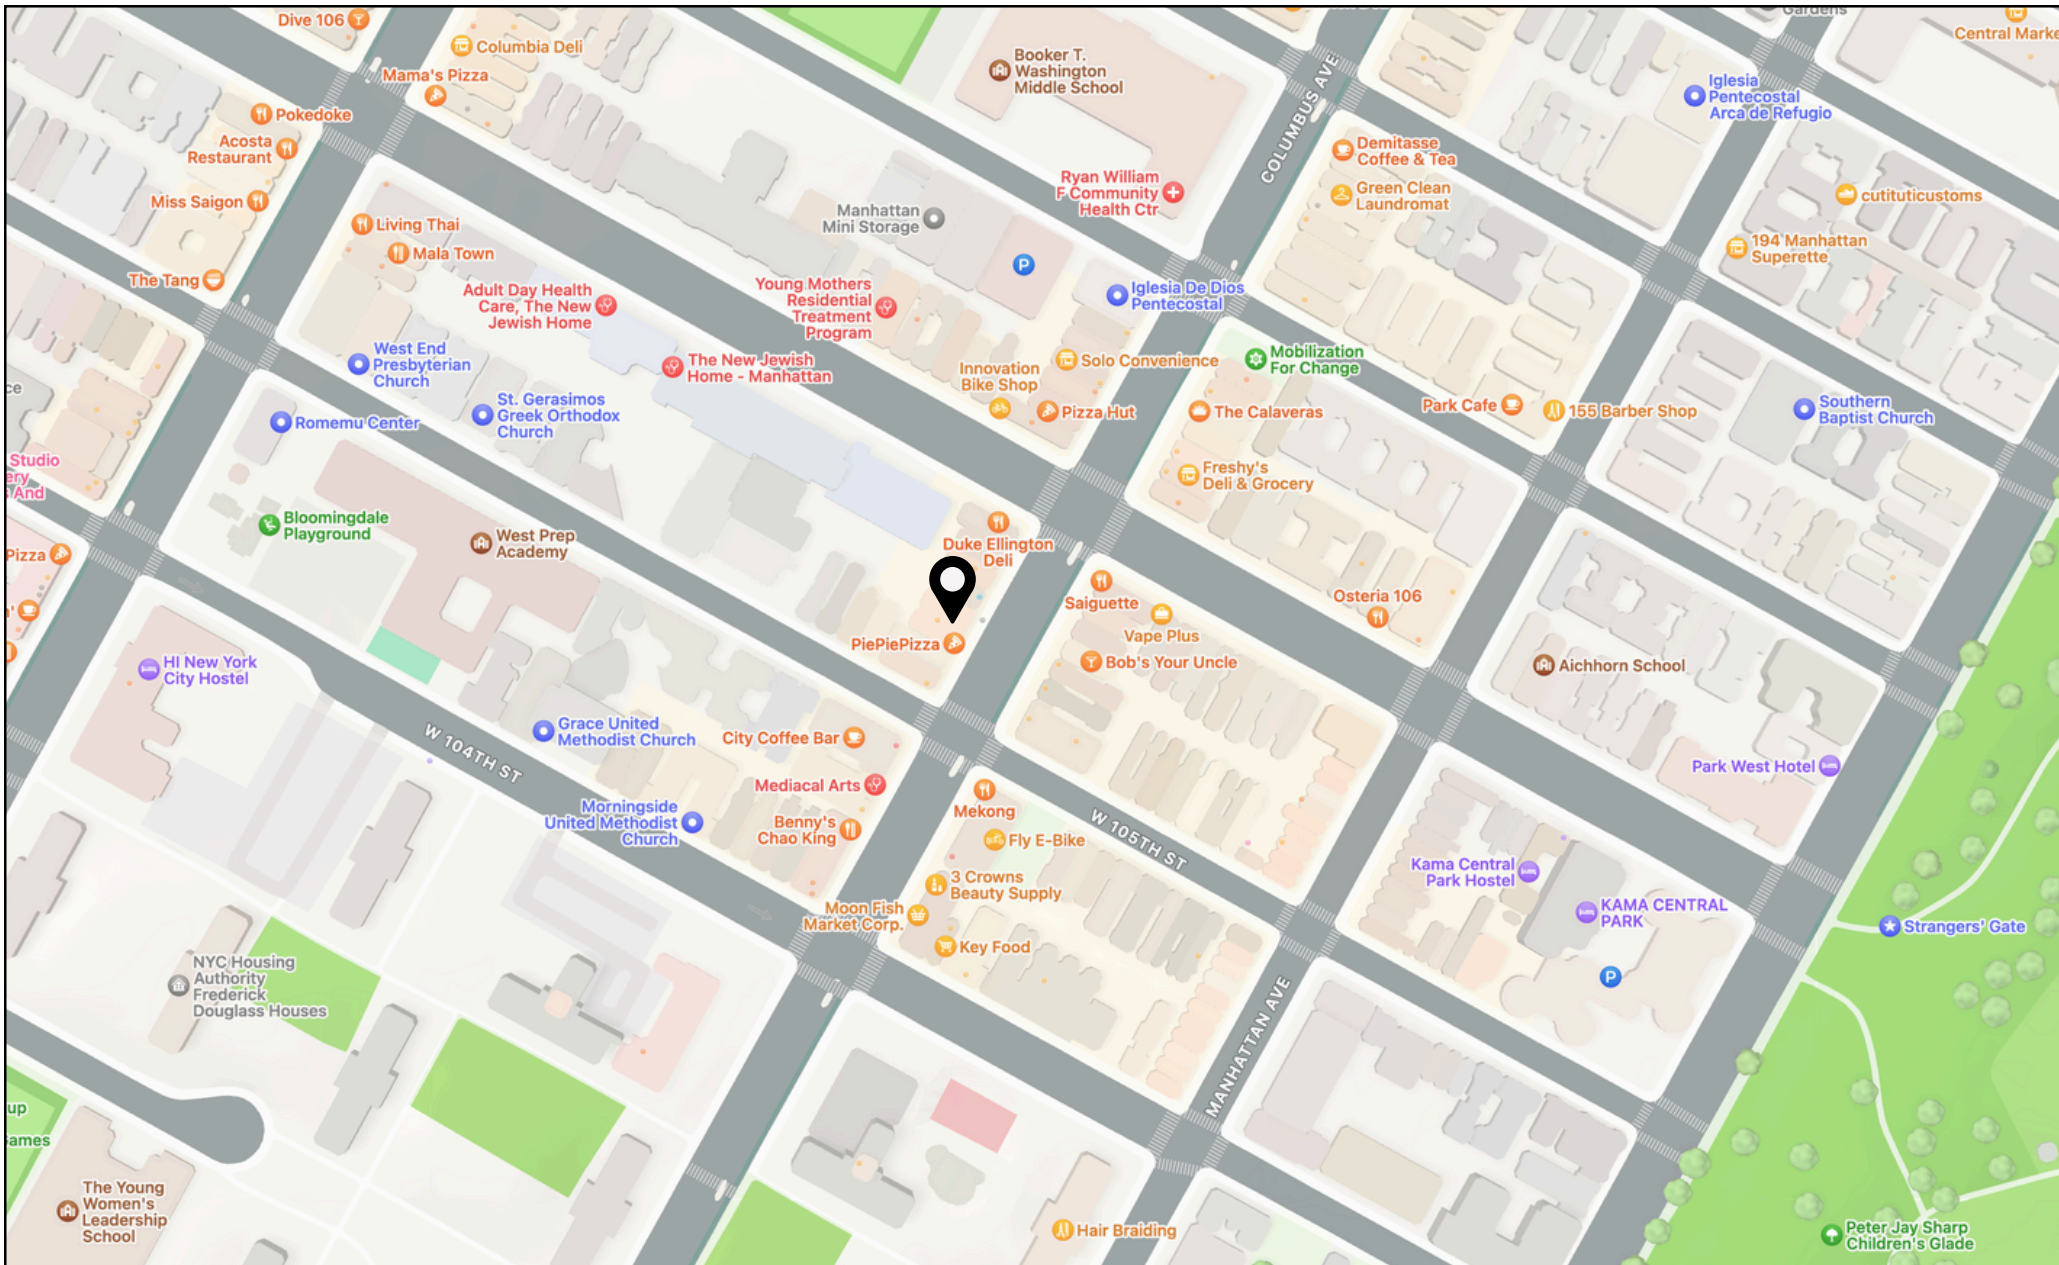 Dive 106
Columbia Deli
Mama's Pizza
Pokedoke
Acosta
Restaurant
Miss Saigon
The Tang
Booker T.
Washington
Middle School
COLUMBUS AVE
Gardens
Central Marke
Iglesia
Pentecostal
Arca de Refugio
Demitasse
Coffee & Tea
Green Clean
Laundromat
cutituticustoms
194 Manhattan
Superette
Ryan William
F Community
Health Ctr
Manhattan
Mini Storage
P
Living Thai
Mala Town
Adult Day Health
Care, The New
Jewish Home
Young Mothers
Residential
Treatment
Program
Iglesia De Dios
Pentecostal
Solo Convenience
Innovation
Bike Shop
Pizza Hut
Mobilization
For Change
The Calaveras
Park Cafe
155 Barber Shop
Southern
Baptist Church
West End
Presbyterian
Church
The New Jewish
Home - Manhattan
St. Gerasimos
Greek Orthodox
Church
Romemu Center
ce
Studio
ery
s And
Freshy's
Deli & Grocery
Bloomingdale
Playground
West Prep
Academy
Pizza
Duke Ellington
Deli
Saiguette
Vape Plus
Bob's Your Uncle
Osteria 106
PiePiePizza
Aichhorn School
HI New York
City Hostel
Grace United
Methodist Church
City Coffee Bar
W 104TH ST
Mediacal Arts
Morningside
United Methodist
Church
Benny's
Chao King
Mekong
Fly E-Bike
W 105TH ST
3 Crowns
Beauty Supply
Moon Fish
Market Corp.
Key Food
Park West Hotel
Kama Central
Park Hostel
KAMA CENTRAL
PARK
P
Strangers' Gate
NYC Housing
Authority
Frederick
Douglass Houses
MANHATTAN AVE
up
Games
The Young
Women's
Leadership
School
Hair Braiding
Peter Jay Sharp
Children's Glade